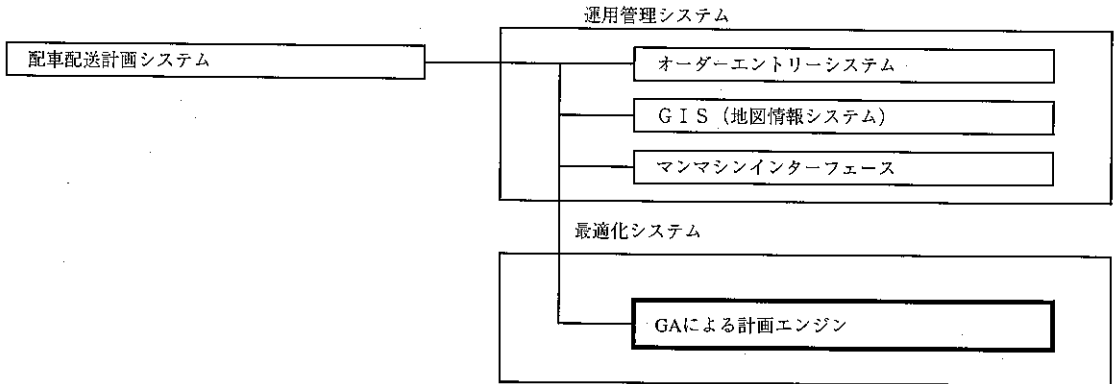 運用管理システム
配車配送計画システム
オーダーエントリーシステム
ＧＩＳ（地図情報システム）
マンマシンインターフェース
最適化システム
GAによる計画エンジン